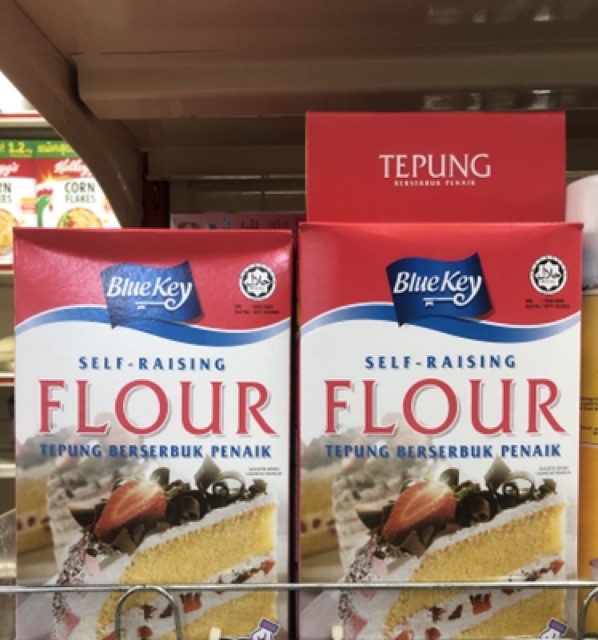 TEPUNG
BERSERBUK PENAIK
Kellogg's
CORN
FLAKES
Blue Key
SELF-RAISING
FLOUR
TEPUNG BERSERBUK PENAIK
Blue Key
SELF-RAISING
FLOUR
TEPUNG BERSERBUK PENAIK